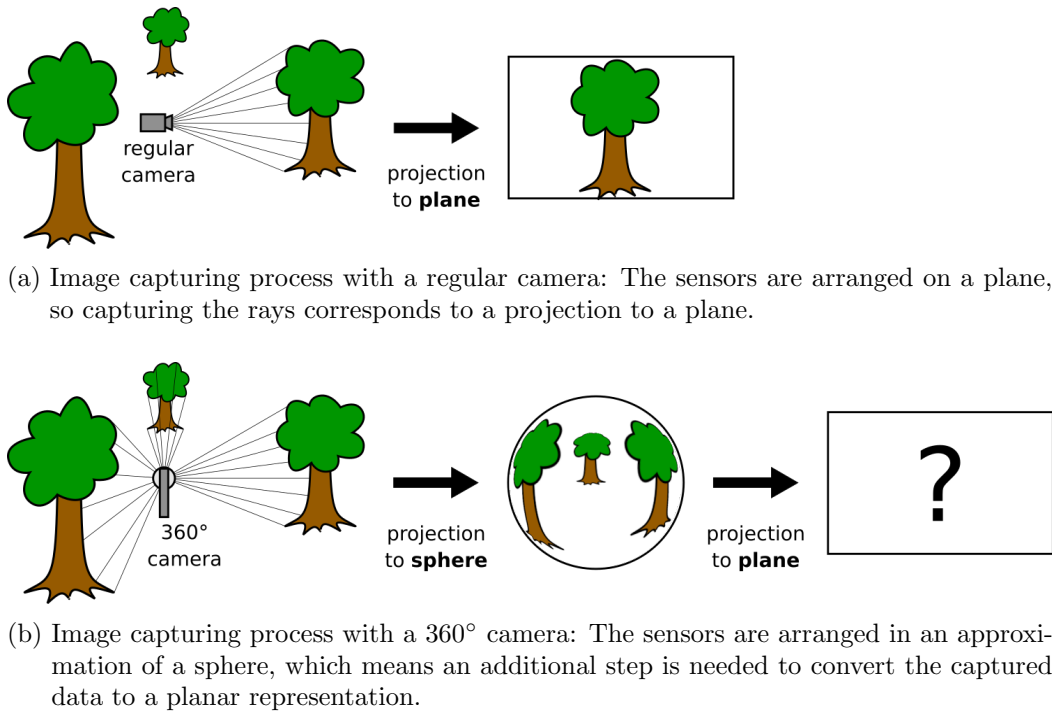 regular
camera
projection
to plane
(a) Image capturing process with a regular camera: The sensors are arranged on a plane,
so capturing the rays corresponds to a projection to a plane.
360°
camera
projection
to sphere
projection
to plane
?
(b) Image capturing process with a 360° camera: The sensors are arranged in an approxi-
mation of a sphere, which means an additional step is needed to convert the captured
data to a planar representation.